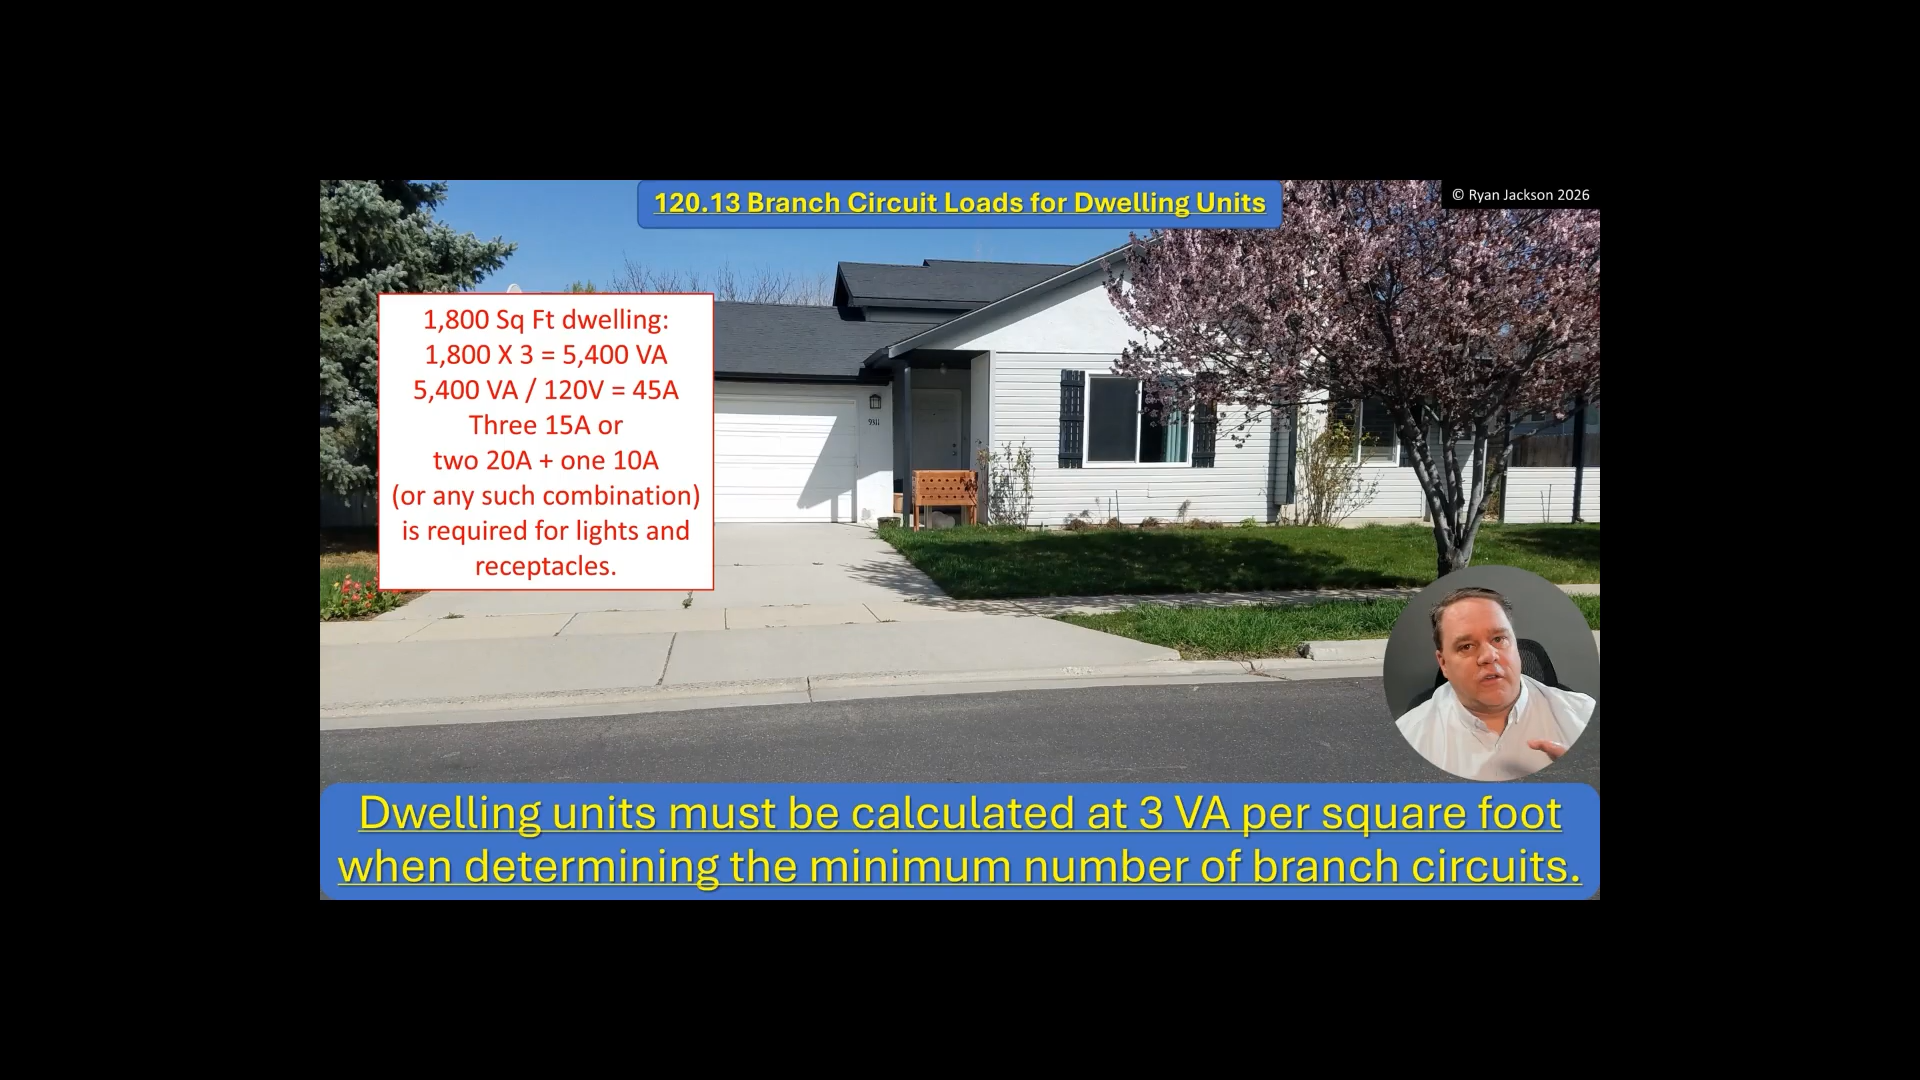 120.13 Branch Circuit Loads for Dwelling Units
© Ryan Jackson 2026
1,800 Sq Ft dwelling:
1,800 X 3 = 5,400 VA
5,400 VA / 120V = 45A
Three 15A or
two 20A + one 10A
(or any such combination)
is required for lights and
receptacles.
9311
Dwelling units must be calculated at 3 VA per square foot
when determining the minimum number of branch circuits.